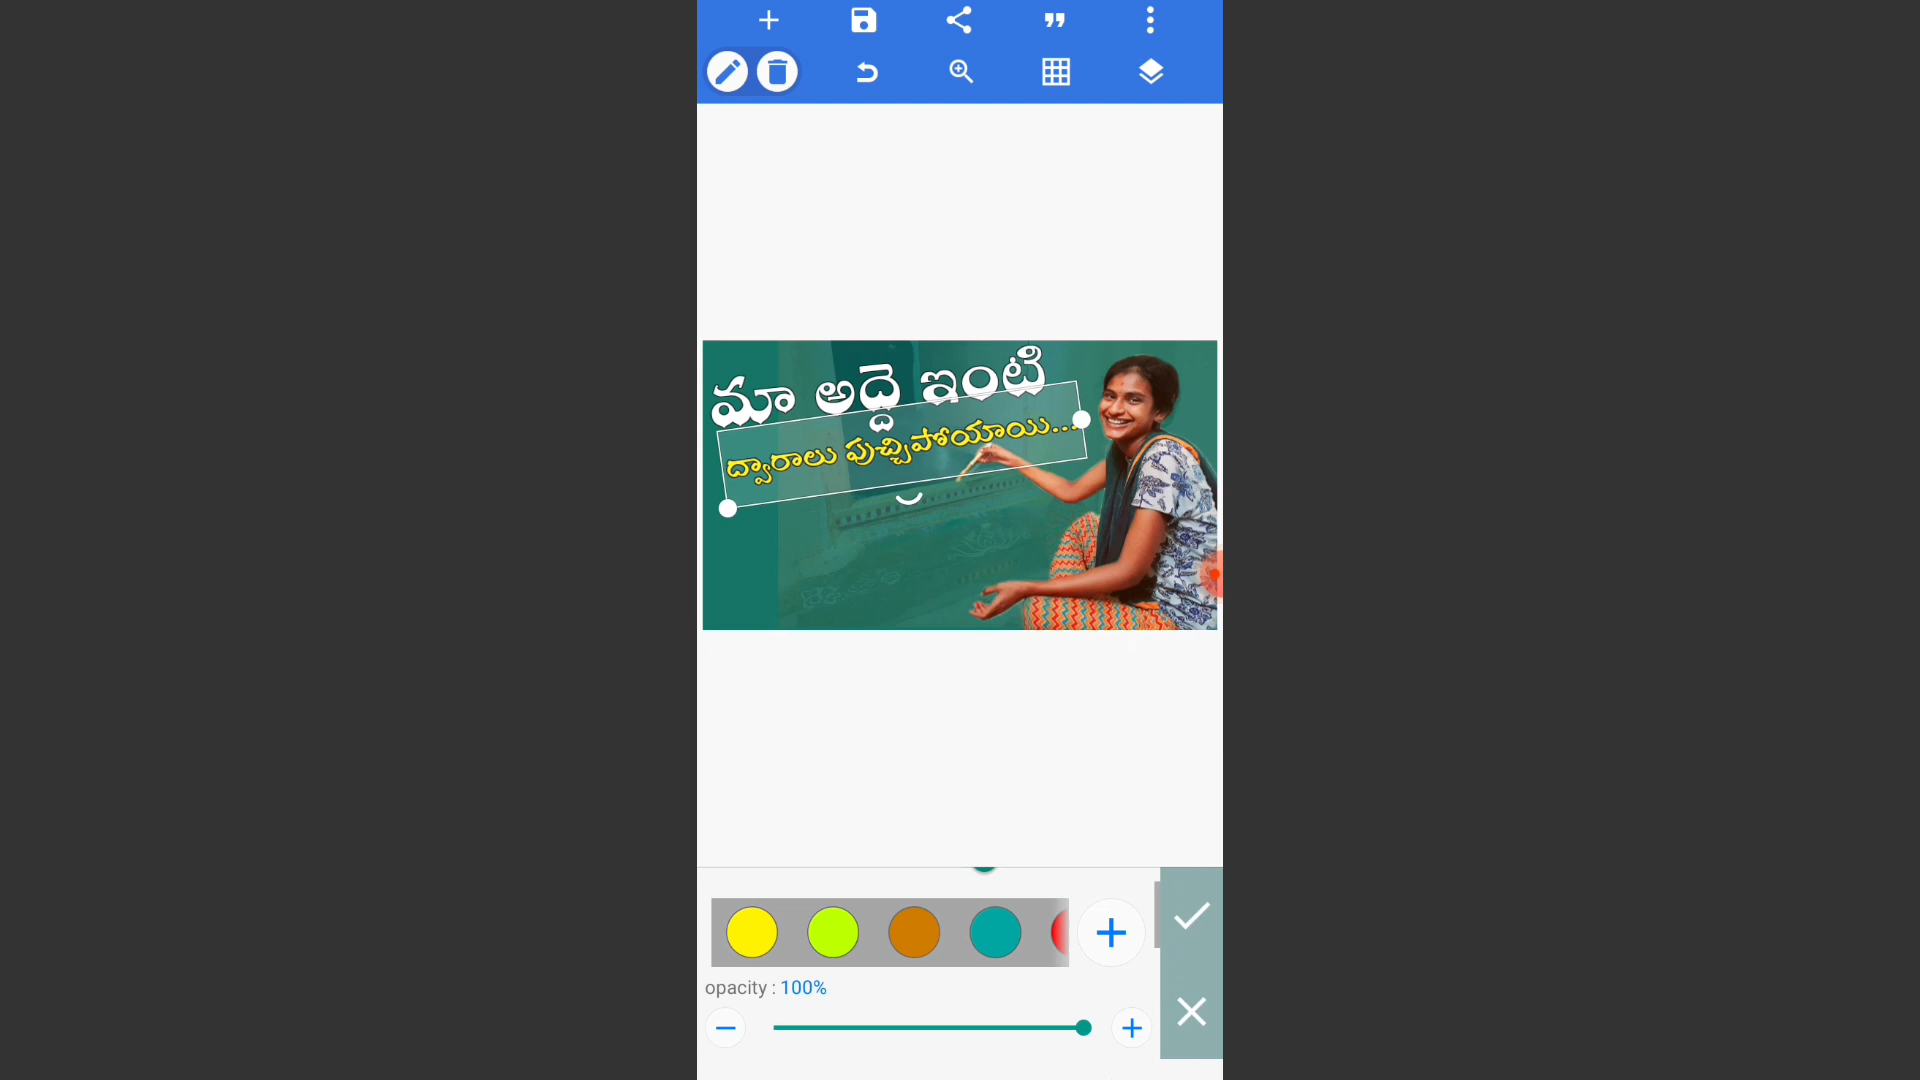 మా అద్దె ఇంటి
ద్వారాలు పుచ్చిపోయాయి...
opacity : 100%